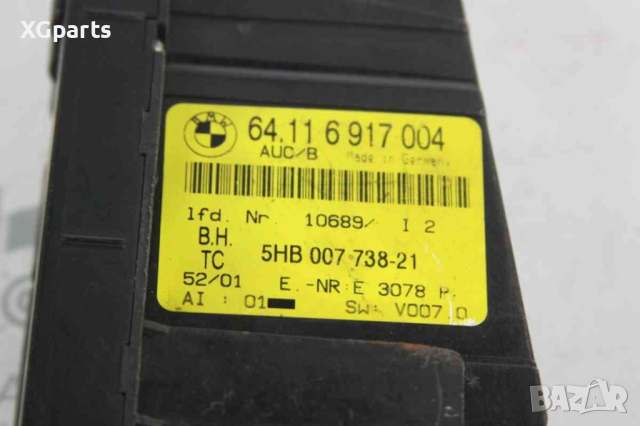 XGparts
BMW
64.11 6 917 004
AUC/B Made in Germany
lfd. Nr. 10689/ I 2
B.H.
TC 5HB 007 738-21
52/01 E.-NR:E 3078 R
AI : 01 SW: V007.0
bazar